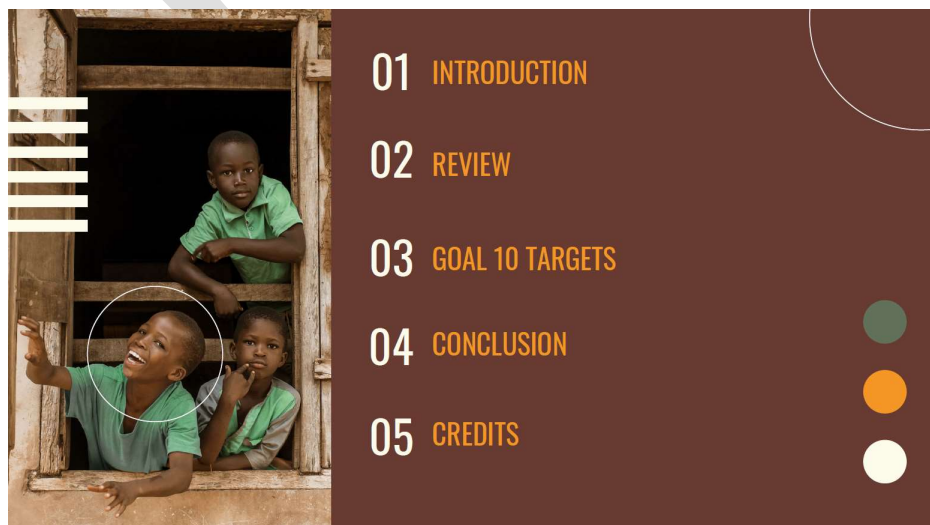 01 INTRODUCTION
02 REVIEW
03 GOAL 10 TARGETS
04 CONCLUSION
05 CREDITS